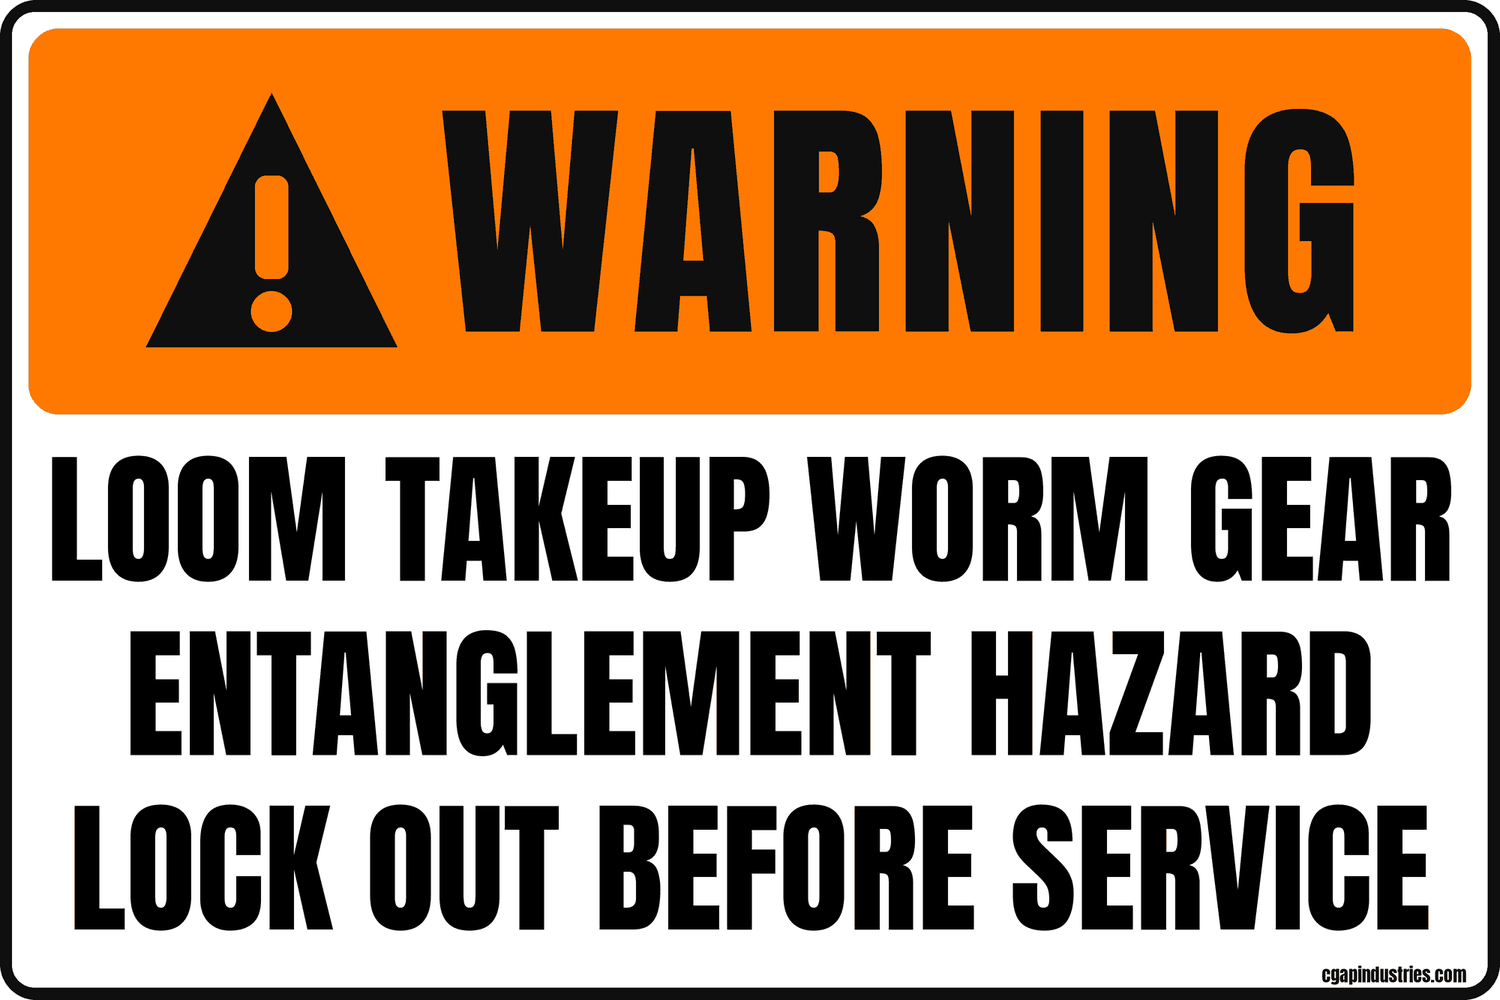 WARNING
LOOM TAKEUP WORM GEAR
ENTANGLEMENT HAZARD
LOCK OUT BEFORE SERVICE
cgapindustries.com